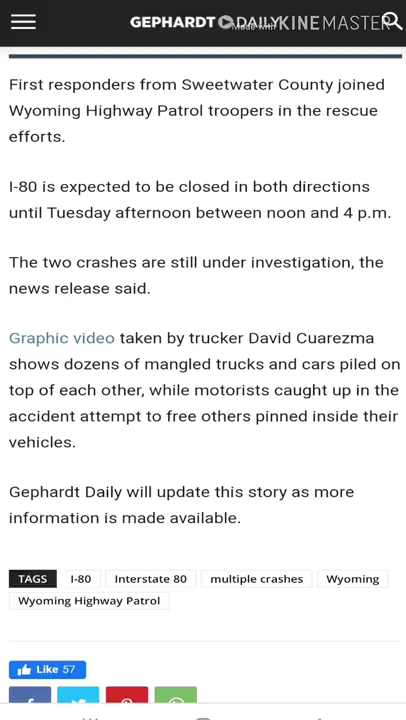 GEPHARDT DAILY
Made with KINEMASTER
First responders from Sweetwater County joined
Wyoming Highway Patrol troopers in the rescue
efforts.
I-80 is expected to be closed in both directions
until Tuesday afternoon between noon and 4 p.m.
The two crashes are still under investigation, the
news release said.
Graphic video taken by trucker David Cuarezma
shows dozens of mangled trucks and cars piled on
top of each other, while motorists caught up in the
accident attempt to free others pinned inside their
vehicles.
Gephardt Daily will update this story as more
information is made available.
TAGS I-80 Interstate 80 multiple crashes Wyoming
Wyoming Highway Patrol
Like 57